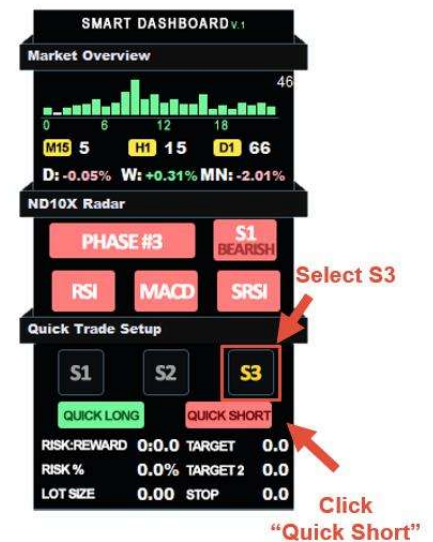 SMART DASHBOARD V.1
Market Overview
46
0 6 12 18
M15 5 H1 15 D1 66
D: -0.05% W: +0.31% MN: -2.01%
ND10X Radar
PHASE #3 S1
BEARISH
RSI MACD SRSI
Select S3
Quick Trade Setup
S1 S2 S3
QUICK LONG QUICK SHORT
RISK:REWARD 0:0.0 TARGET 0.0
RISK % 0.0% TARGET 2 0.0
LOT SIZE 0.00 STOP 0.0
Click
“Quick Short”